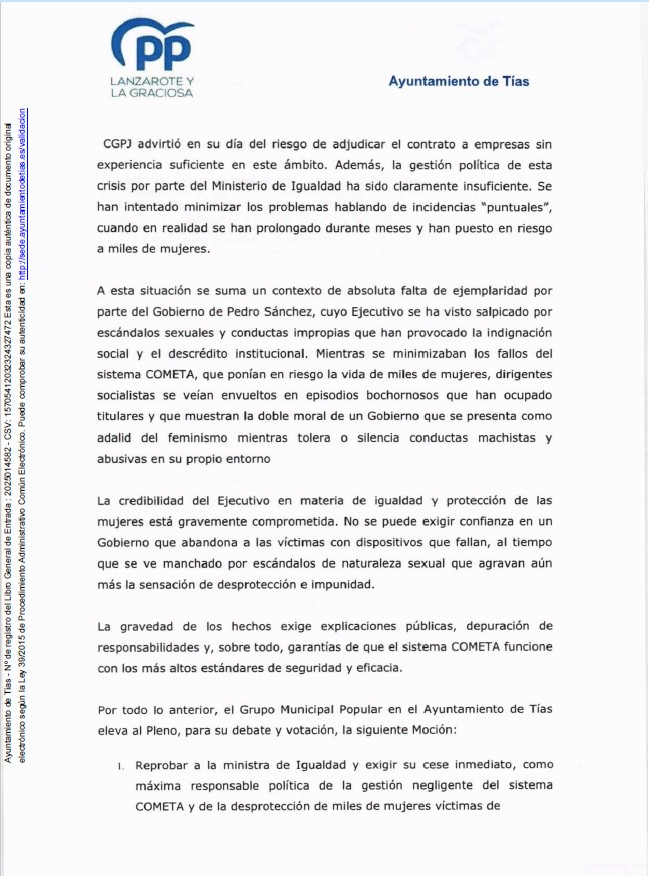 PP
LANZAROTE Y
LA GRACIOSA
Ayuntamiento de Tías
CGPJ advirtió en su día del riesgo de adjudicar el contrato a empresas sin
experiencia suficiente en este ámbito. Además, la gestión política de esta
crisis por parte del Ministerio de Igualdad ha sido claramente insuficiente. Se
han intentado minimizar los problemas hablando de incidencias “puntuales”,
cuando en realidad se han prolongado durante meses y han puesto en riesgo
a miles de mujeres.
A esta situación se suma un contexto de absoluta falta de ejemplaridad por
parte del Gobierno de Pedro Sánchez, cuyo Ejecutivo se ha visto salpicado por
escándalos sexuales y conductas impropias que han provocado la indignación
social y el descrédito institucional. Mientras se minimizaban los fallos del
sistema COMETA, que ponían en riesgo la vida de miles de mujeres, dirigentes
socialistas se veían envueltos en episodios bochornosos que han ocupado
titulares y que muestran la doble moral de un Gobierno que se presenta como
adalid del feminismo mientras tolera o silencia conductas machistas y
abusivas en su propio entorno
La credibilidad del Ejecutivo en materia de igualdad y protección de las
mujeres está gravemente comprometida. No se puede exigir confianza en un
Gobierno que abandona a las víctimas con dispositivos que fallan, al tiempo
que se ve manchado por escándalos de naturaleza sexual que agravan aún
más la sensación de desprotección e impunidad.
La gravedad de los hechos exige explicaciones públicas, depuración de
responsabilidades y, sobre todo, garantías de que el sistema COMETA funcione
con los más altos estándares de seguridad y eficacia.
Por todo lo anterior, el Grupo Municipal Popular en el Ayuntamiento de Tías
eleva al Pleno, para su debate y votación, la siguiente Moción:
1. Reprobar a la ministra de Igualdad y exigir su cese inmediato, como
máxima responsable política de la gestión negligente del sistema
COMETA y de la desprotección de miles de mujeres víctimas de
Ayuntamiento de Tías - Nº de registro del Libro General de Entrada : 2025014582 - CSV: 15705412032324327472 Esta es una copia auténtica de documento original
electrónico según la Ley 39/2015 de Procedimiento Administrativo Común Electrónico. Puede comprobar su autenticidad en: http://sede.ayuntamientodetias.es/validacion